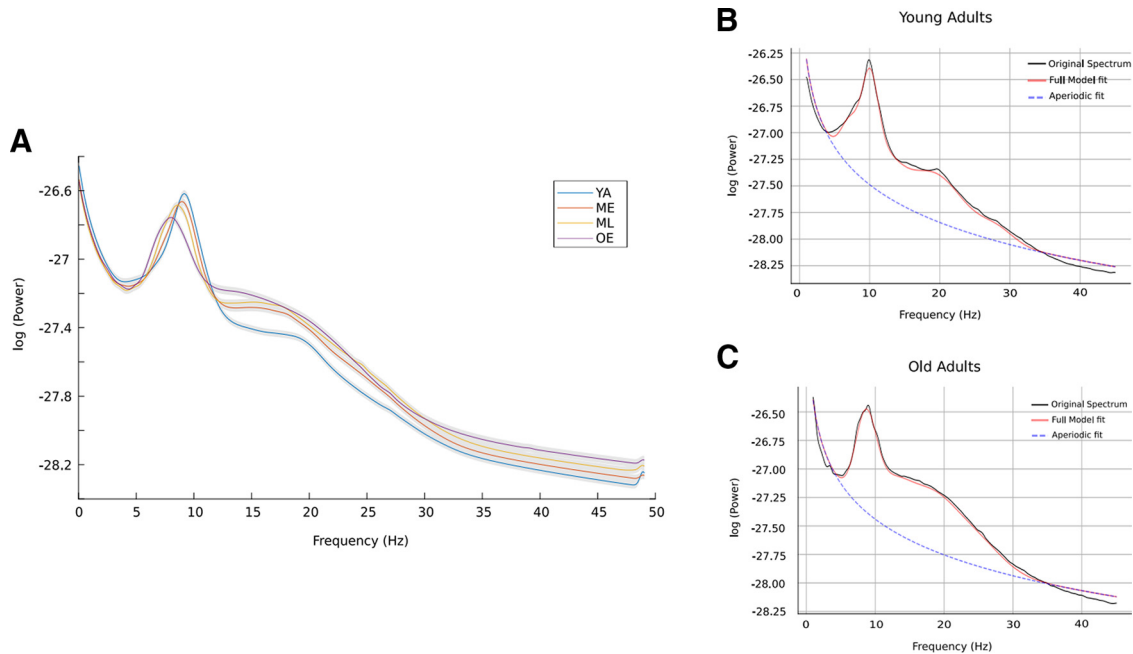 A
log (Power)
-26.6
-27
-27.4
-27.8
-28.2
0 5 10 15 20 25 30 35 40 45 50
Frequency (Hz)
YA
ME
ML
OE
B
Young Adults
log (Power)
-26.25
-26.50
-26.75
-27.00
-27.25
-27.50
-27.75
-28.00
-28.25
0 10 20 30 40
Frequency (Hz)
Original Spectrum
Full Model fit
Aperiodic fit
C
Old Adults
log (Power)
-26.50
-26.75
-27.00
-27.25
-27.50
-27.75
-28.00
-28.25
0 10 20 30 40
Frequency (Hz)
Original Spectrum
Full Model fit
Aperiodic fit